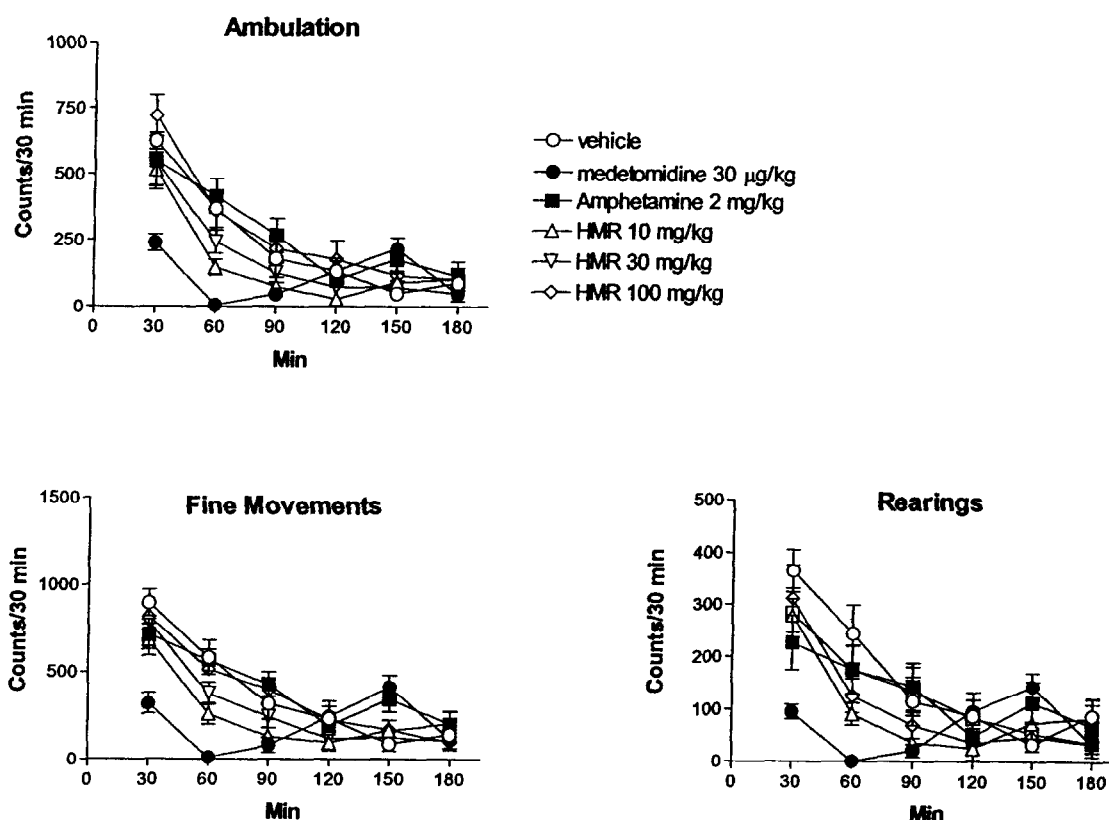 Ambulation
1000
750
500
250
0
Counts/30 min
0 30 60 90 120 150 180
Min
vehicle
medetomidine 30 μg/kg
Amphetamine 2 mg/kg
HMR 10 mg/kg
HMR 30 mg/kg
HMR 100 mg/kg
Fine Movements
1500
1000
500
0
Counts/30 min
0 30 60 90 120 150 180
Min
Rearings
500
400
300
200
100
0
Counts/30 min
0 30 60 90 120 150 180
Min